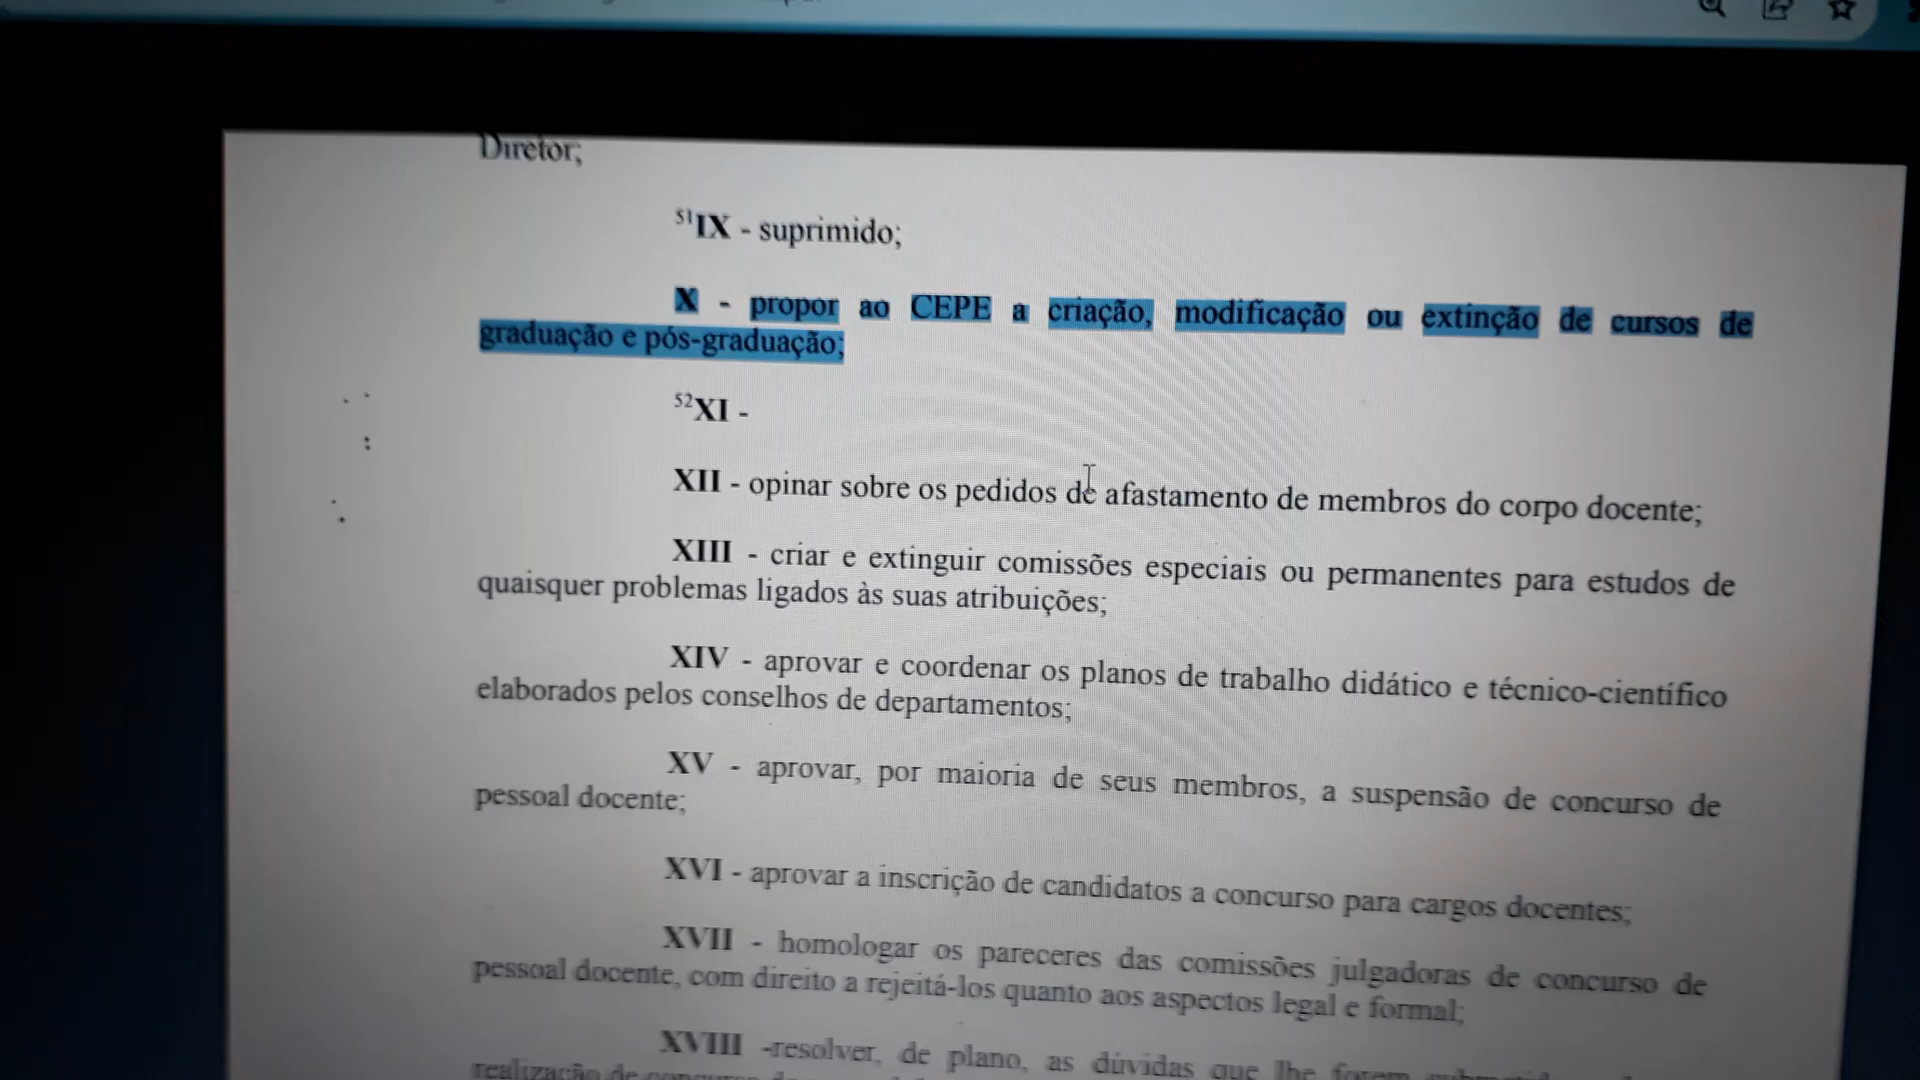 Diretor;
51IX - suprimido;
X - propor ao CEPE a criação, modificação ou extinção de cursos de
graduação e pós-graduação;
52XI -
XII - opinar sobre os pedidos de afastamento de membros do corpo docente;
XIII - criar e extinguir comissões especiais ou permanentes para estudos de
quaisquer problemas ligados às suas atribuições;
XIV - aprovar e coordenar os planos de trabalho didático e técnico-científico
elaborados pelos conselhos de departamentos;
XV - aprovar, por maioria de seus membros, a suspensão de concurso de
pessoal docente;
XVI - aprovar a inscrição de candidatos a concurso para cargos docentes;
XVII - homologar os pareceres das comissões julgadoras de concurso de
pessoal docente, com direito a rejeitá-los quanto aos aspectos legal e formal;
XVIII -resolver, de plano, as dúvidas que lhe forem
realização de